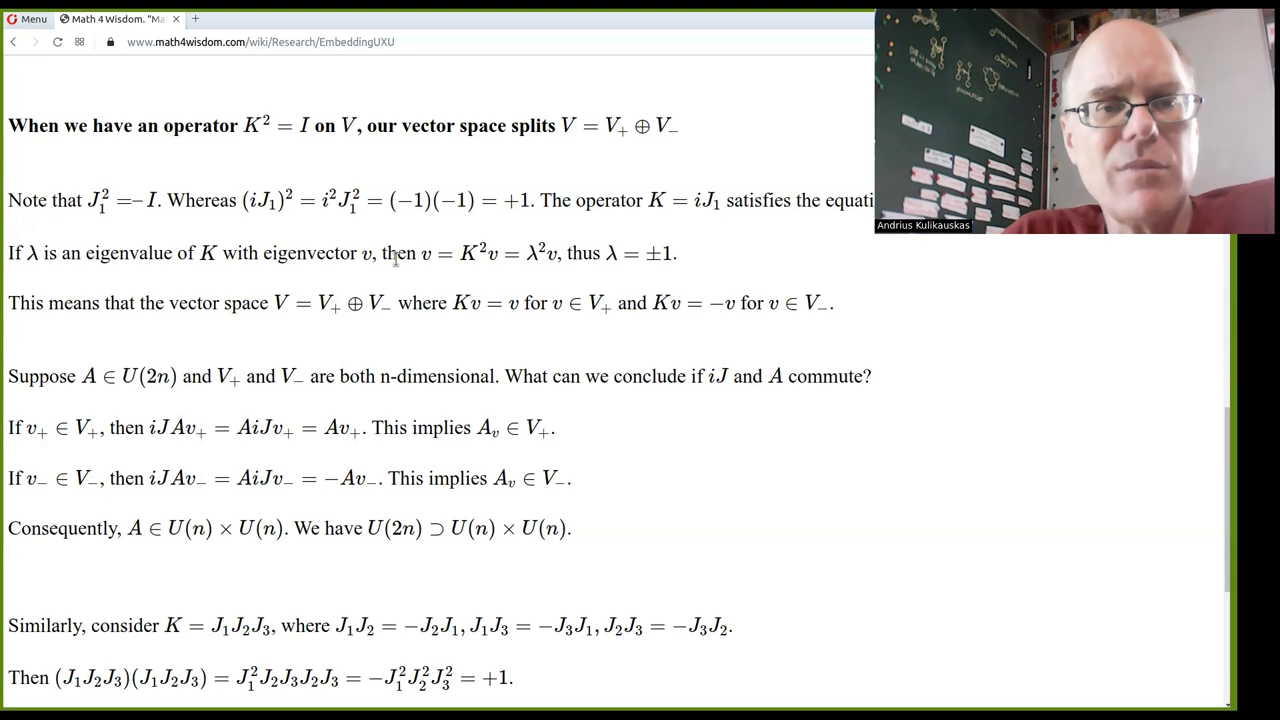 Menu
Math 4 Wisdom. "Ma
www.math4wisdom.com/wiki/Research/EmbeddingUXU
When we have an operator K² = I on V, our vector space splits V = V₊ ⊕ V₋
Note that J₁² =– I. Whereas (iJ₁)² = i²J₁² = (−1)(−1) = +1. The operator K = iJ₁ satisfies the equati
If λ is an eigenvalue of K with eigenvector v, then v = K²v = λ²v, thus λ = ±1.
This means that the vector space V = V₊ ⊕ V₋ where Kv = v for v ∈ V₊ and Kv = −v for v ∈ V₋.
Suppose A ∈ U(2n) and V₊ and V₋ are both n-dimensional. What can we conclude if iJ and A commute?
If v₊ ∈ V₊, then iJAv₊ = AiJv₊ = Av₊. This implies Aᵥ ∈ V₊.
If v₋ ∈ V₋, then iJAv₋ = AiJv₋ = −Av₋. This implies Aᵥ ∈ V₋.
Consequently, A ∈ U(n) × U(n). We have U(2n) ⊃ U(n) × U(n).
Similarly, consider K = J₁J₂J₃, where J₁J₂ = −J₂J₁, J₁J₃ = −J₃J₁, J₂J₃ = −J₃J₂.
Then (J₁J₂J₃)(J₁J₂J₃) = J₁²J₂J₃J₂J₃ = −J₁²J₂²J₃² = +1.
Andrius Kulikauskas